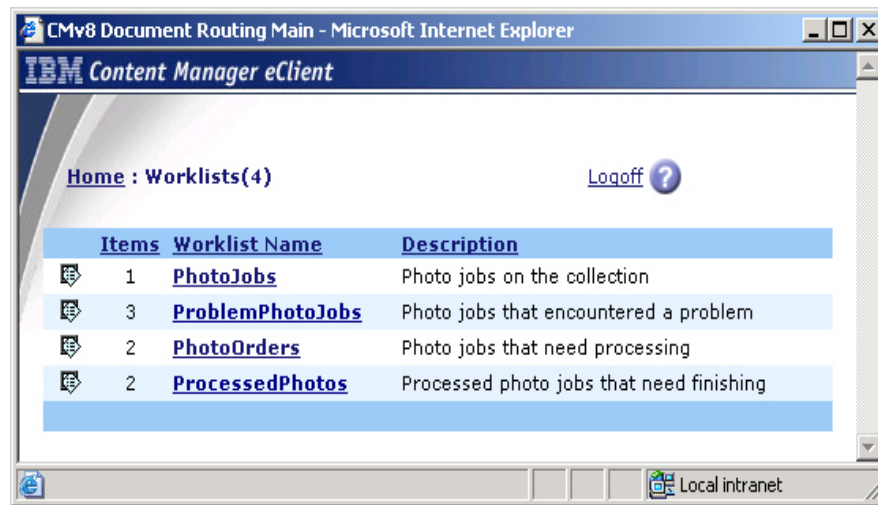 CMv8 Document Routing Main - Microsoft Internet Explorer
IBM Content Manager eClient
Home : Worklists(4) Logoff ?
Items Worklist Name Description
1 PhotoJobs Photo jobs on the collection
3 ProblemPhotoJobs Photo jobs that encountered a problem
2 PhotoOrders Photo jobs that need processing
2 ProcessedPhotos Processed photo jobs that need finishing
Local intranet